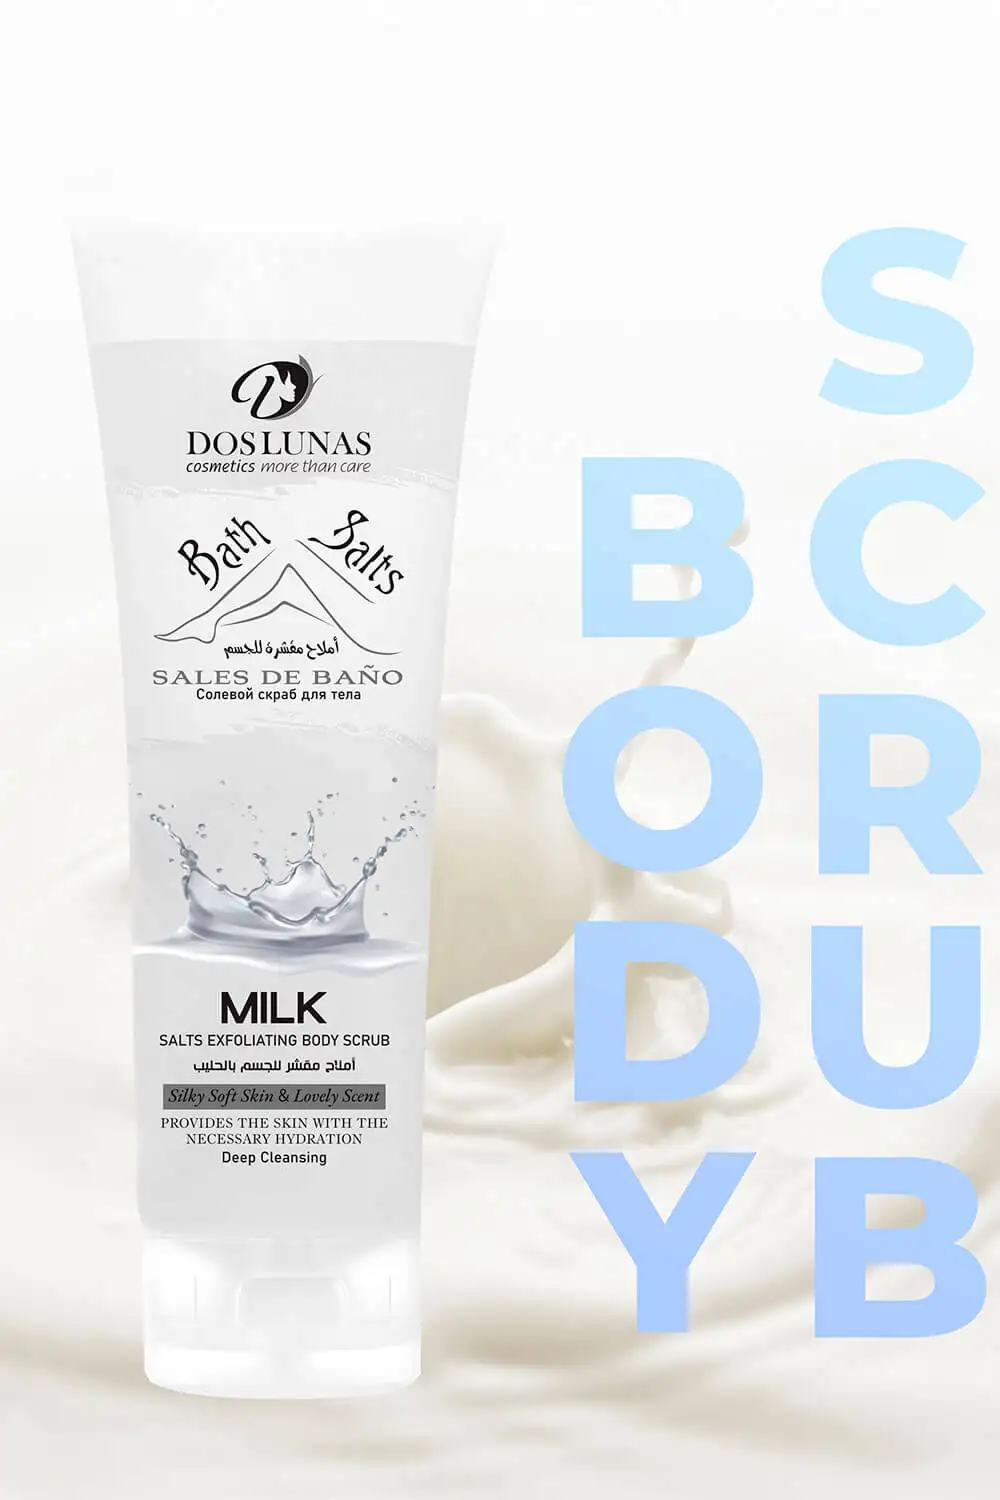 DOS LUNAS
cosmetics more than care
Bath Salts
أملاح مقشرة للجسم
SALES DE BAÑO
Солевой скраб для тела
MILK
SALTS EXFOLIATING BODY SCRUB
أملاح مقشر للجسم بالحليب
Silky Soft Skin & Lovely Scent
PROVIDES THE SKIN WITH THE
NECESSARY HYDRATION
Deep Cleansing
BODY
SCRUB